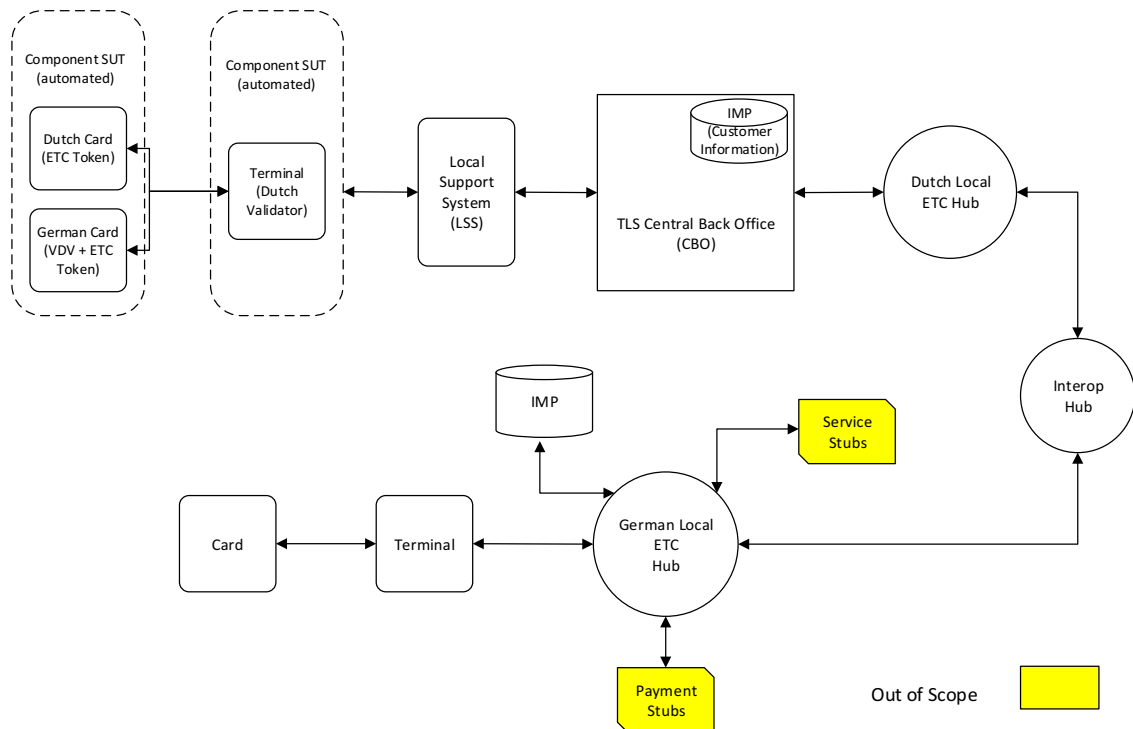 Component SUT
(automated)
Dutch Card
(ETC Token)
German Card
(VDV + ETC
Token)
Component SUT
(automated)
Terminal
(Dutch
Validator)
Local
Support
System
(LSS)
IMP
(Customer
Information)
TLS Central Back Office
(CBO)
Dutch Local
ETC Hub
Interop
Hub
IMP
Service
Stubs
Card
Terminal
German Local
ETC
Hub
Payment
Stubs
Out of Scope